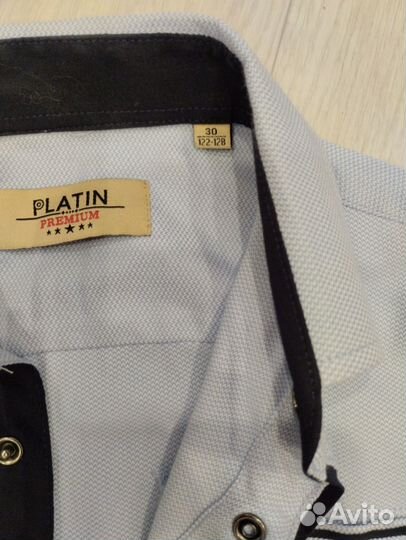 30
122-128
PLATIN
PREMIUM
Avito